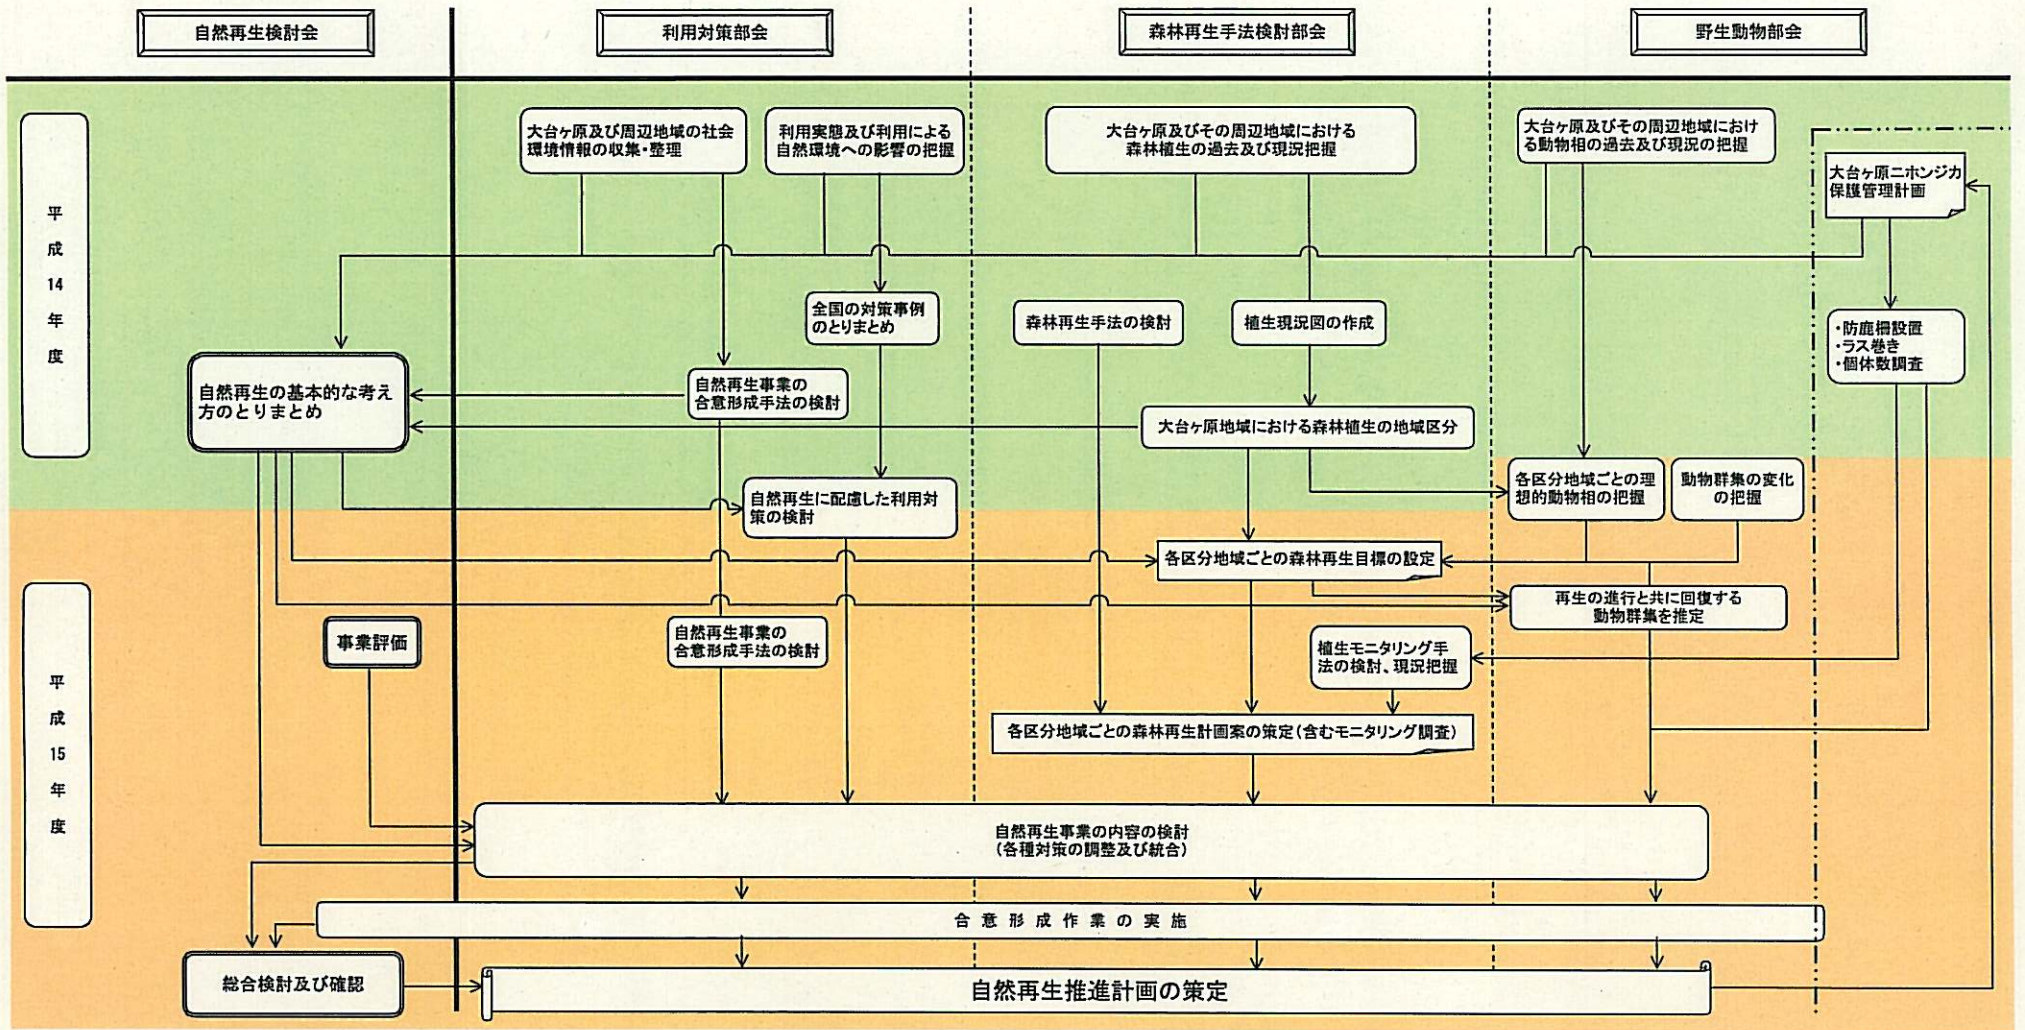 自然再生検討会
利用対策部会
森林再生手法検討部会
野生動物部会
平成14年度
大台ヶ原及び周辺地域の社会
環境情報の収集・整理
利用実態及び利用による
自然環境への影響の把握
大台ヶ原及びその周辺地域における
森林植生の過去及び現況把握
大台ヶ原及びその周辺地域におけ
る動物相の過去及び現況の把握
大台ヶ原ニホンジカ
保護管理計画
全国の対策事例
のとりまとめ
森林再生手法の検討
植生現況図の作成
・防鹿柵設置
・ラス巻き
・個体数調査
自然再生の基本的な考え
方のとりまとめ
自然再生事業の
合意形成手法の検討
大台ヶ原地域における森林植生の地域区分
自然再生に配慮した利用対
策の検討
各区分地域ごとの理
想的動物相の把握
動物群集の変化
の把握
各区分地域ごとの森林再生目標の設定
平成15年度
再生の進行と共に回復する
動物群集を推定
事業評価
自然再生事業の
合意形成手法の検討
植生モニタリング手
法の検討、現況把握
各区分地域ごとの森林再生計画案の策定(含むモニタリング調査)
自然再生事業の内容の検討
(各種対策の調整及び統合)
合意形成作業の実施
総合検討及び確認
自然再生推進計画の策定